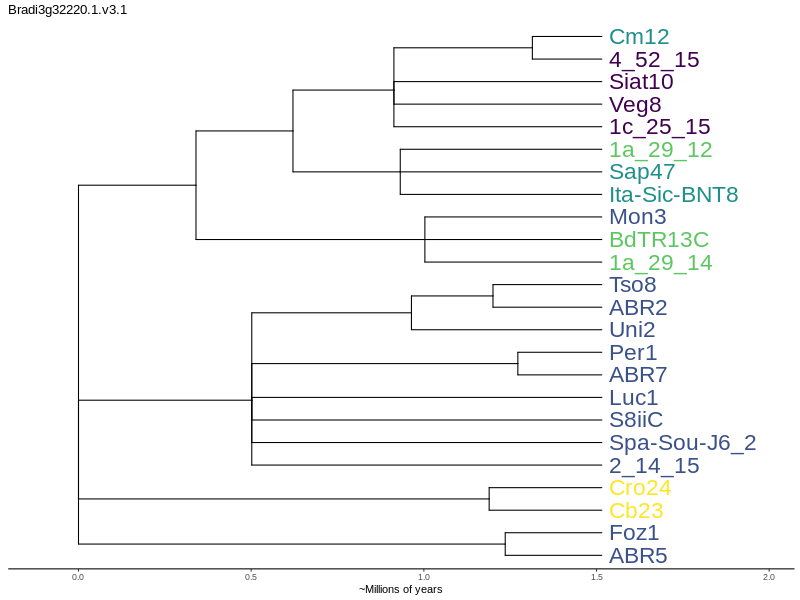 Bradi3g32220.1.v3.1
Cm12
4_52_15
Siat10
Veg8
1c_25_15
1a_29_12
Sap47
Ita-Sic-BNT8
Mon3
BdTR13C
1a_29_14
Tso8
ABR2
Uni2
Per1
ABR7
Luc1
S8iiC
Spa-Sou-J6_2
2_14_15
Cro24
Cb23
Foz1
ABR5
0.0 0.5 1.0 1.5 2.0
~Millions of years